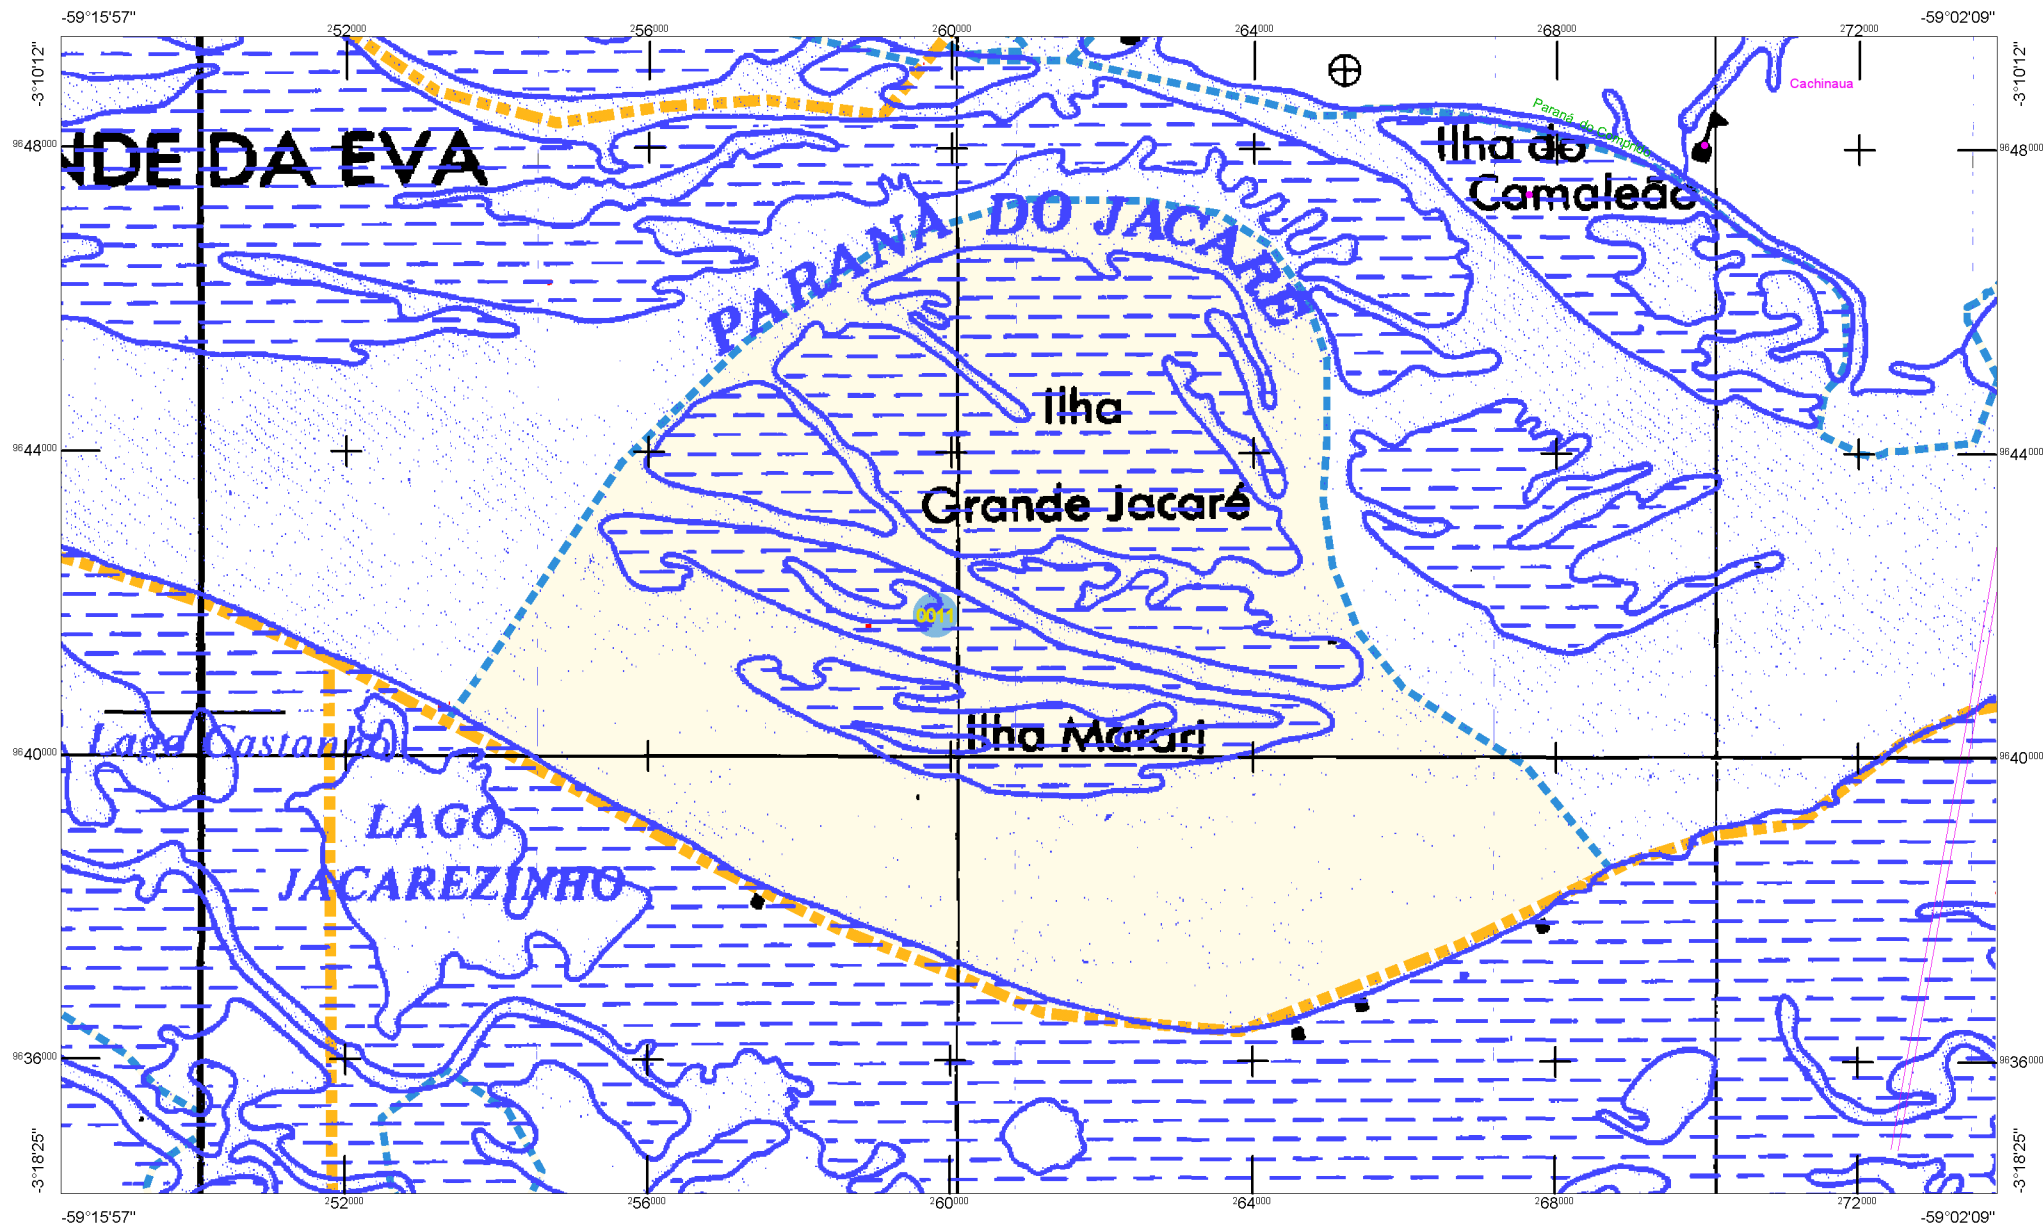 -59°15'57" -59°02'09"
252000 256000 260000 264000 268000 272000
-3°10'12" -3°10'12"
Cachinaua
Paraná do Comprido
9648000 9648000
NDE DA EVA
Ilha do
Camaleão
PARANÁ DO JACARÉ
Ilha
9644000 9644000
Grande Jacaré
0011
Lago Castanho
Ilha Matari
9640000 9640000
LAGO
JACAREZINHO
9636000 9636000
-3°18'25" -3°18'25"
252000 256000 260000 264000 268000 272000
-59°15'57" -59°02'09"